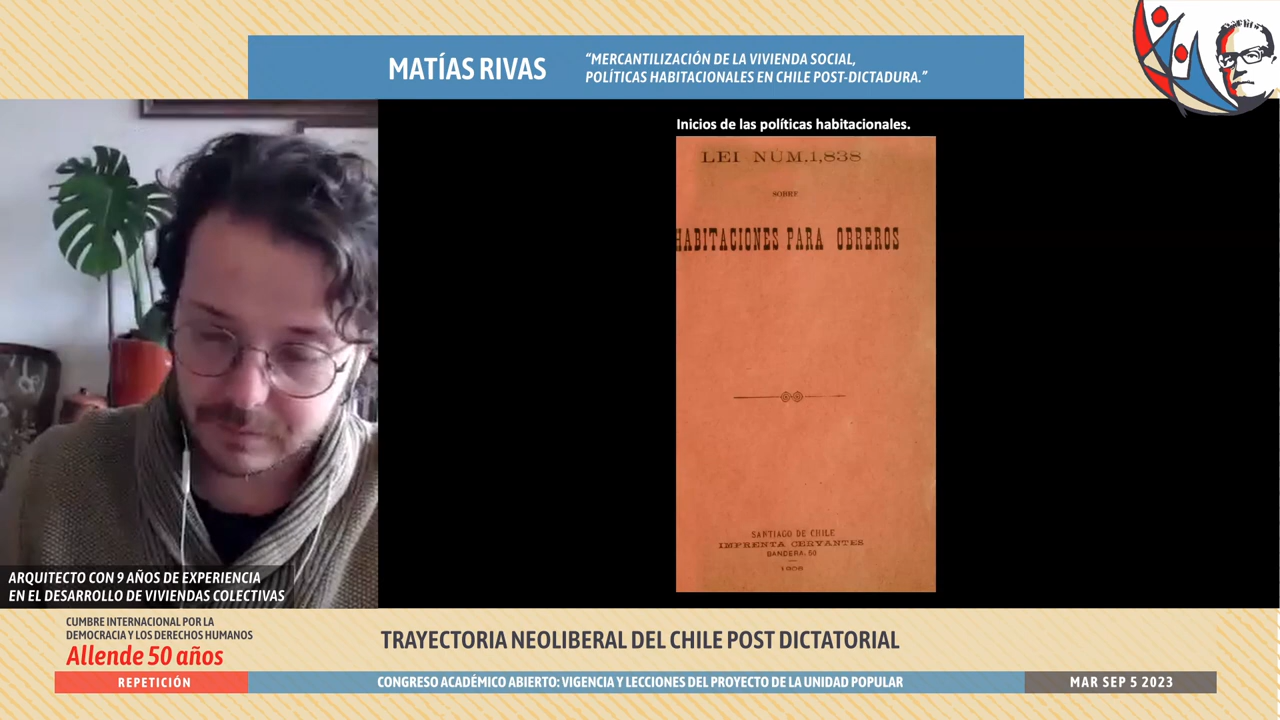 MATÍAS RIVAS
“MERCANTILIZACIÓN DE LA VIVIENDA SOCIAL,
POLÍTICAS HABITACIONALES EN CHILE POST-DICTADURA.”
Inicios de las políticas habitacionales.
LEI NÚM.1,838
SOBRE
HABITACIONES PARA OBREROS
SANTIAGO DE CHILE
IMPRENTA CERVANTES
BANDERA, 50
1906
ARQUITECTO CON 9 AÑOS DE EXPERIENCIA
EN EL DESARROLLO DE VIVIENDAS COLECTIVAS
CUMBRE INTERNACIONAL POR LA
DEMOCRACIA Y LOS DERECHOS HUMANOS
Allende 50 años
REPETICIÓN
TRAYECTORIA NEOLIBERAL DEL CHILE POST DICTATORIAL
CONGRESO ACADÉMICO ABIERTO: VIGENCIA Y LECCIONES DEL PROYECTO DE LA UNIDAD POPULAR
MAR SEP 5 2023